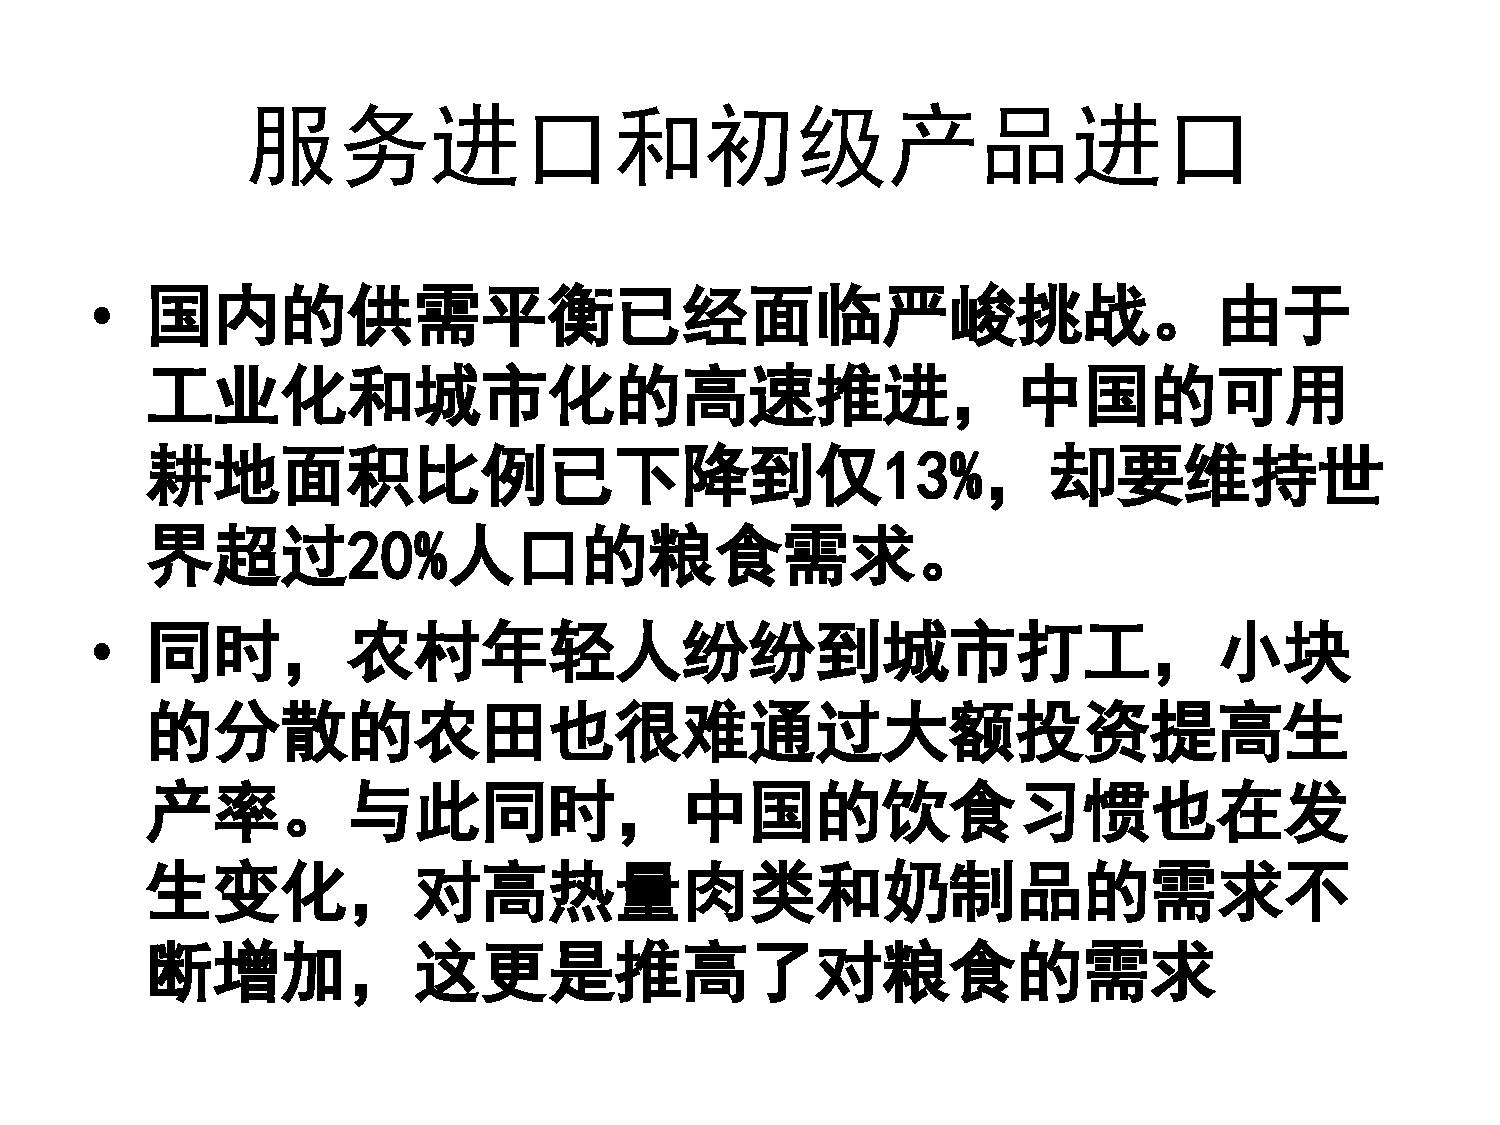 服务进口和初级产品进口
• 国内的供需平衡已经面临严峻挑战。由于
工业化和城市化的高速推进，中国的可用
耕地面积比例已下降到仅13%，却要维持世
界超过20%人口的粮食需求。
• 同时，农村年轻人纷纷到城市打工，小块
的分散的农田也很难通过大额投资提高生
产率。与此同时，中国的饮食习惯也在发
生变化，对高热量肉类和奶制品的需求不
断增加，这更是推高了对粮食的需求